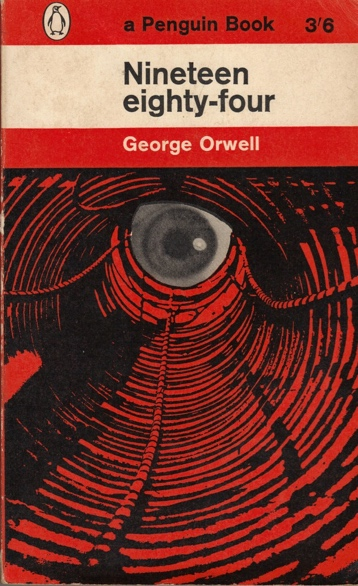 a Penguin Book 3'6
Nineteen
eighty-four
George Orwell